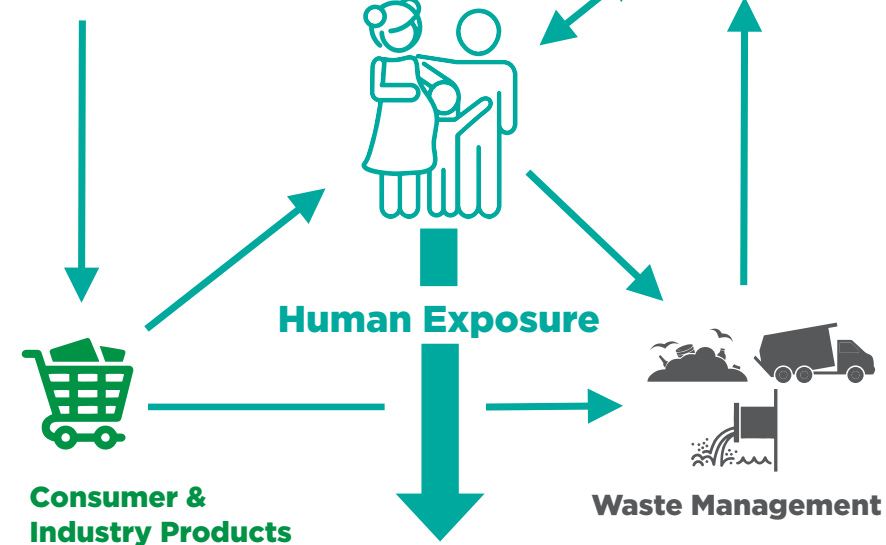 Human Exposure
Consumer &
Industry Products
Waste Management